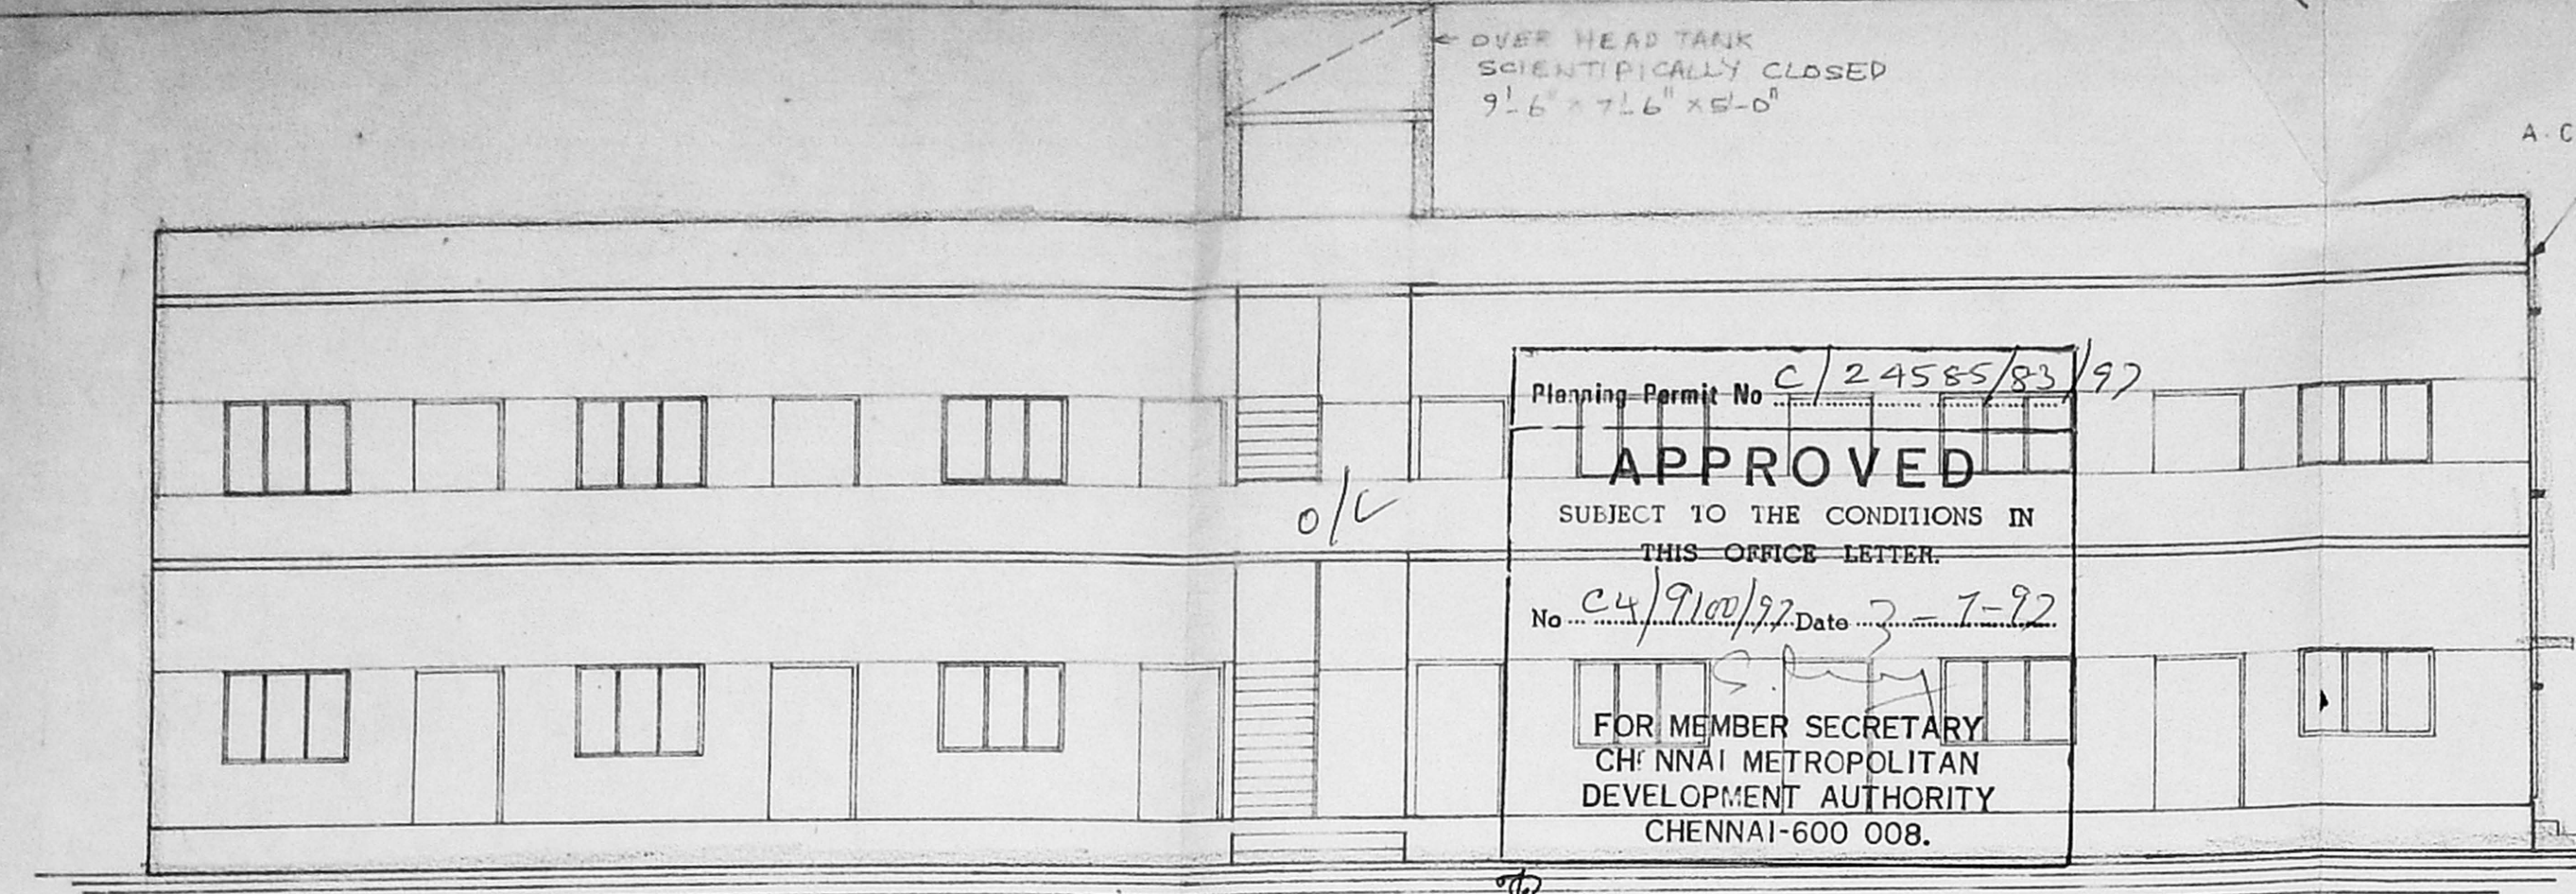 OVER HEAD TANK
SCIENTIPICALLY CLOSED
9'-6" x 7'-6" x 5'-0"
A.C
Planning Permit No C/24585/83/97
APPROVED
SUBJECT TO THE CONDITIONS IN
THIS OFFICE LETTER.
No C4/9100/97 Date 3-7-97
FOR MEMBER SECRETARY
CHENNAI METROPOLITAN
DEVELOPMENT AUTHORITY
CHENNAI-600 008.